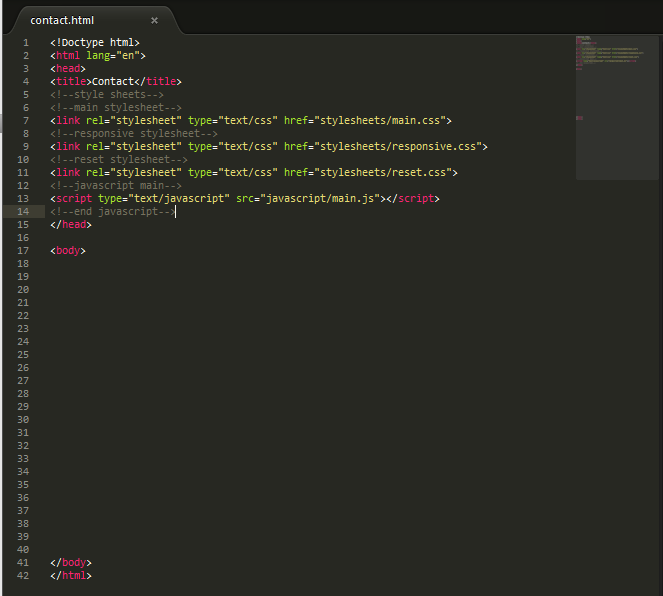 contact.html ×
1 <!Doctype html>
2 <html lang="en">
3 <head>
4 <title>Contact</title>
5 <!--style sheets-->
6 <!--main stylesheet-->
7 <link rel="stylesheet" type="text/css" href="stylesheets/main.css">
8 <!--responsive stylesheet-->
9 <link rel="stylesheet" type="text/css" href="stylesheets/responsive.css">
10 <!--reset stylesheet-->
11 <link rel="stylesheet" type="text/css" href="stylesheets/reset.css">
12 <!--javascript main-->
13 <script type="text/javascript" src="javascript/main.js"></script>
14 <!--end javascript-->
15 </head>
16
17 <body>
18
19
20
21
22
23
24
25
26
27
28
29
30
31
32
33
34
35
36
37
38
39
40
41 </body>
42 </html>